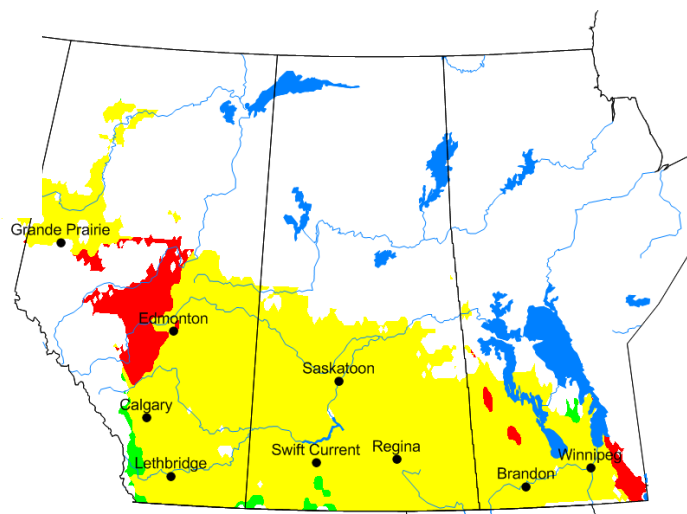 Grande Prairie
Edmonton
Saskatoon
Calgary
Regina
Swift Current
Lethbridge
Winnipeg
Brandon